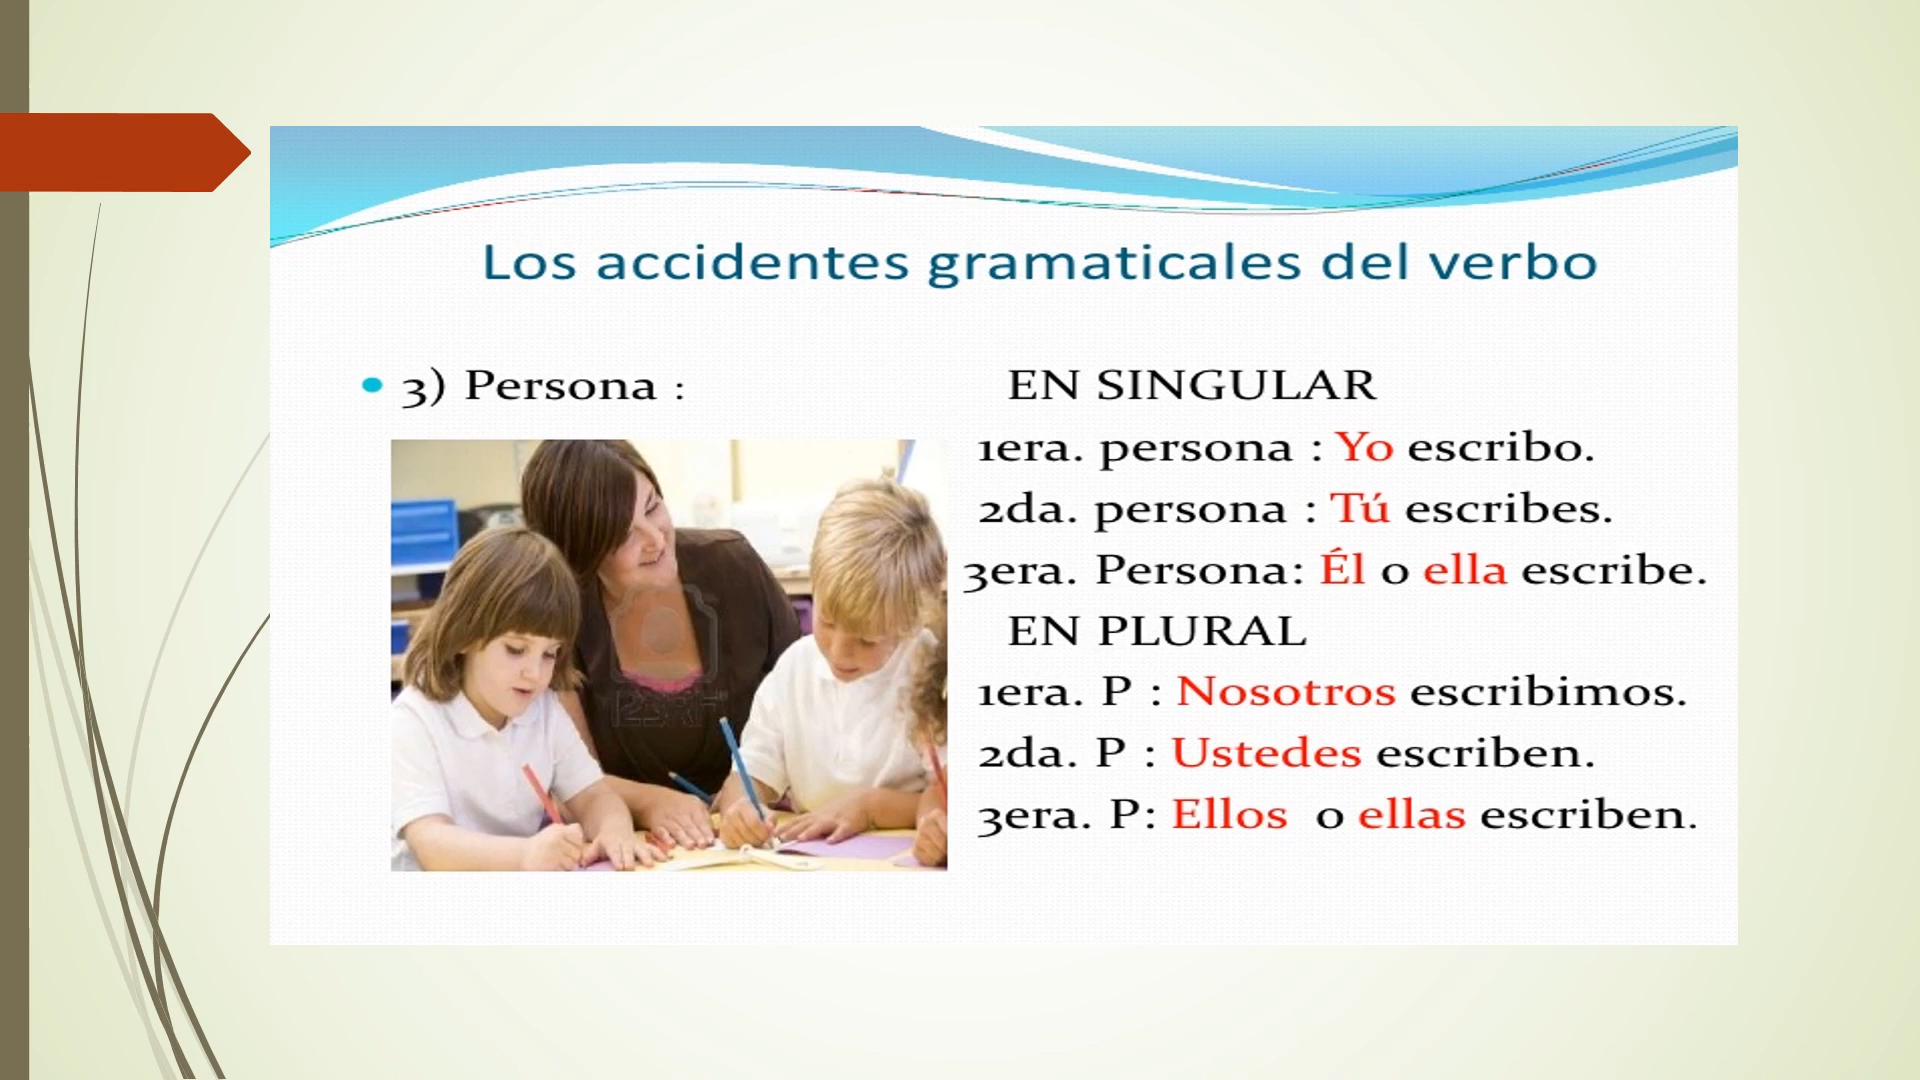 Los accidentes gramaticales del verbo
• 3) Persona :
EN SINGULAR
1era. persona : Yo escribo.
2da. persona : Tú escribes.
3era. Persona: Él o ella escribe.
EN PLURAL
1era. P : Nosotros escribimos.
2da. P : Ustedes escriben.
3era. P: Ellos o ellas escriben.
123RF